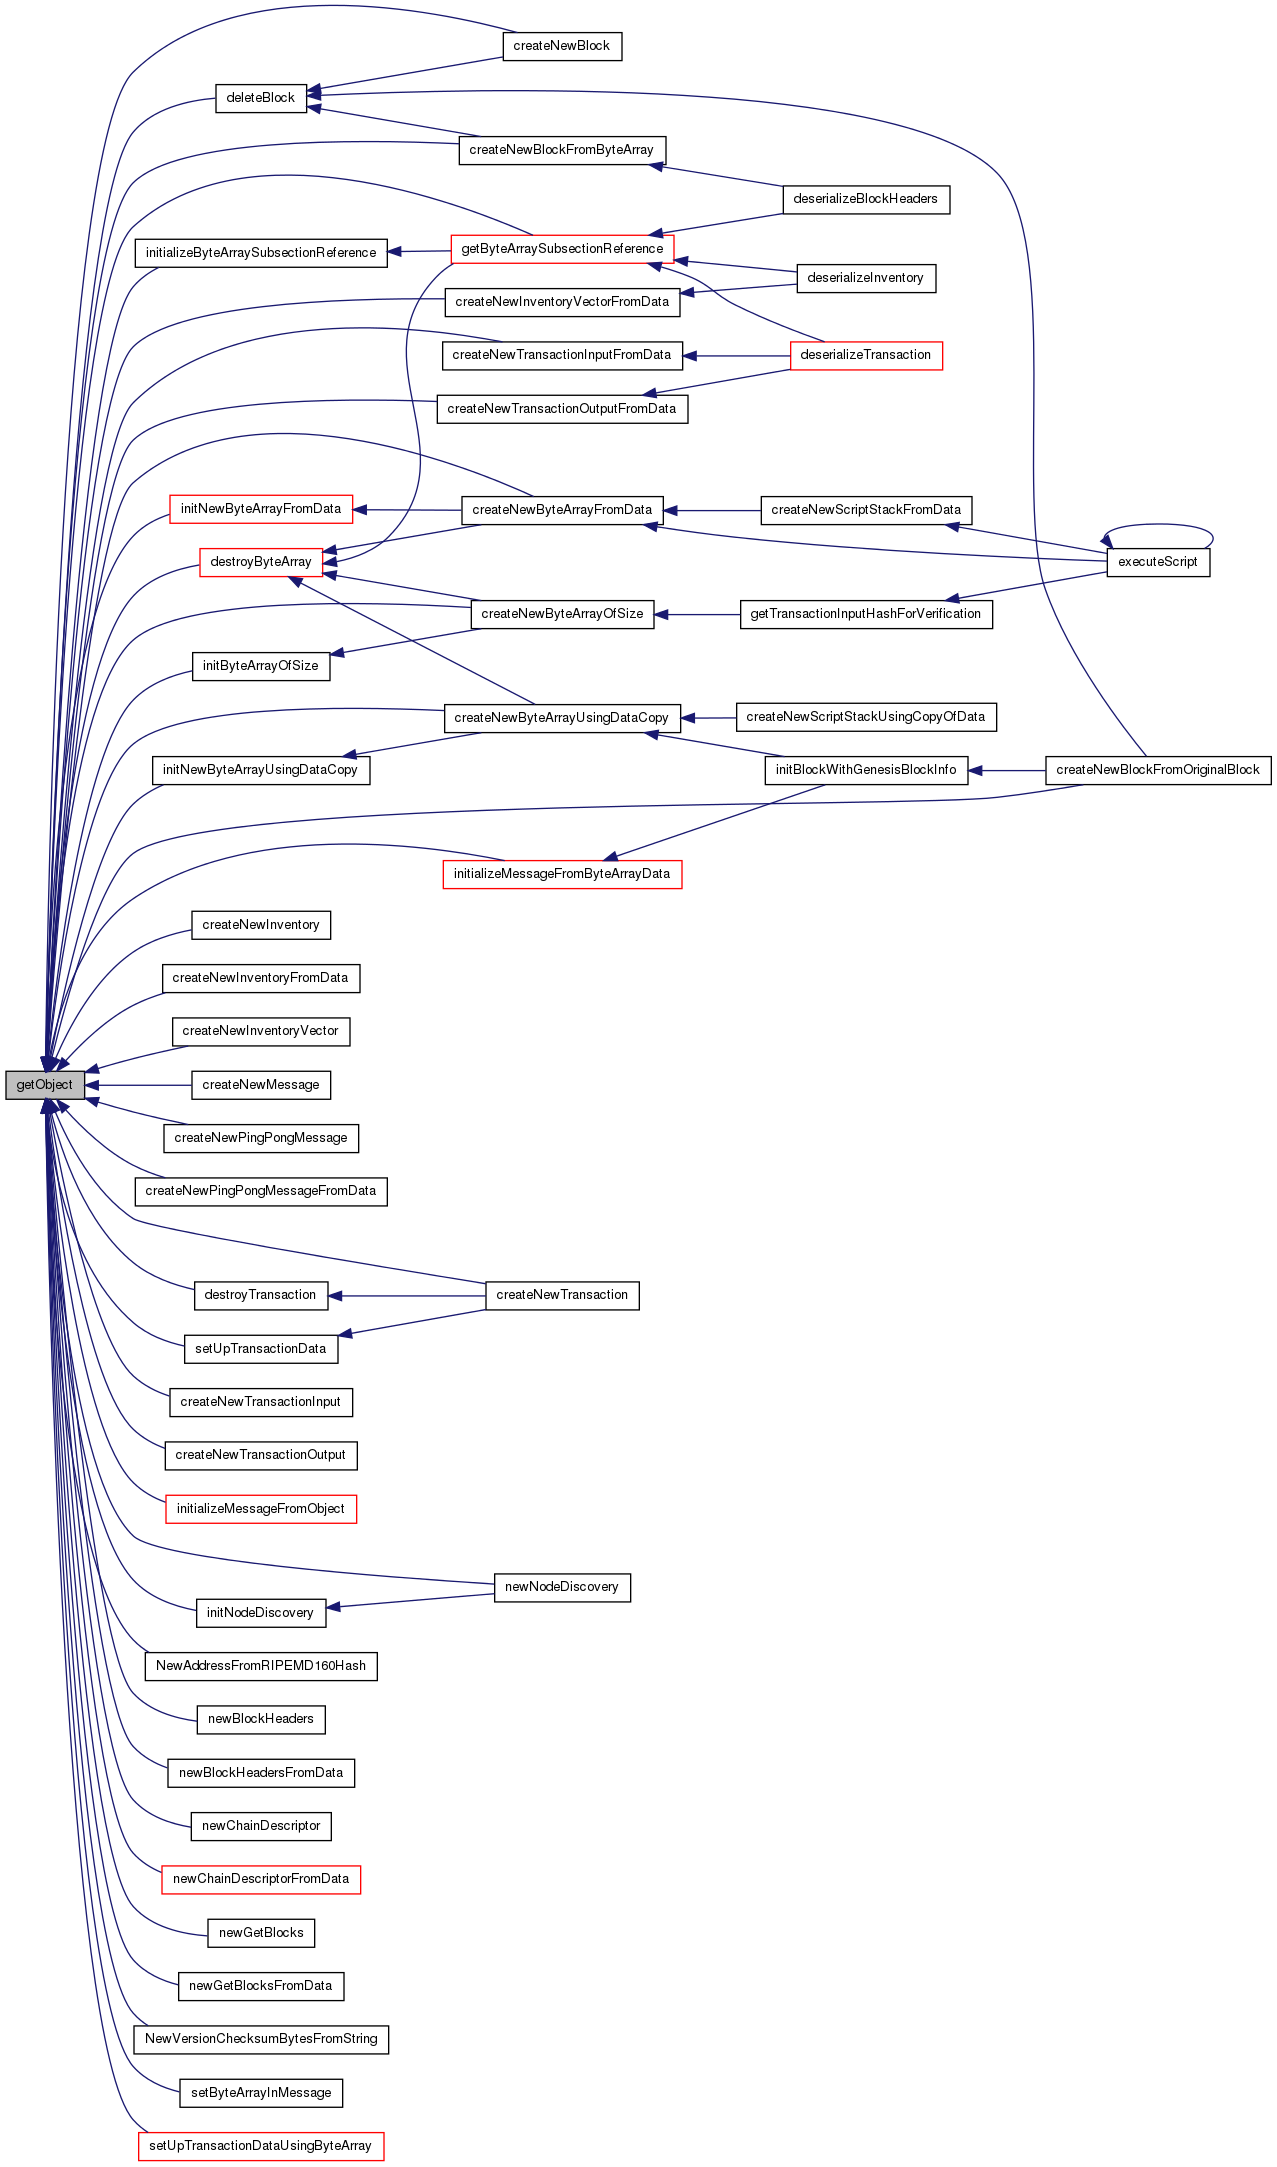 createNewBlock
deleteBlock
createNewBlockFromByteArray
deserializeBlockHeaders
getByteArraySubsectionReference
initializeByteArraySubsectionReference
deserializeInventory
createNewInventoryVectorFromData
createNewTransactionInputFromData
deserializeTransaction
createNewTransactionOutputFromData
initNewByteArrayFromData
createNewByteArrayFromData
createNewScriptStackFromData
destroyByteArray
executeScript
createNewByteArrayOfSize
getTransactionInputHashForVerification
initByteArrayOfSize
createNewByteArrayUsingDataCopy
createNewScriptStackUsingCopyOfData
initNewByteArrayUsingDataCopy
initBlockWithGenesisBlockInfo
createNewBlockFromOriginalBlock
initializeMessageFromByteArrayData
createNewInventory
createNewInventoryFromData
createNewInventoryVector
getObject
createNewMessage
createNewPingPongMessage
createNewPingPongMessageFromData
destroyTransaction
createNewTransaction
setUpTransactionData
createNewTransactionInput
createNewTransactionOutput
initializeMessageFromObject
newNodeDiscovery
initNodeDiscovery
NewAddressFromRIPEMD160Hash
newBlockHeaders
newBlockHeadersFromData
newChainDescriptor
newChainDescriptorFromData
newGetBlocks
newGetBlocksFromData
NewVersionChecksumBytesFromString
setByteArrayInMessage
setUpTransactionDataUsingByteArray